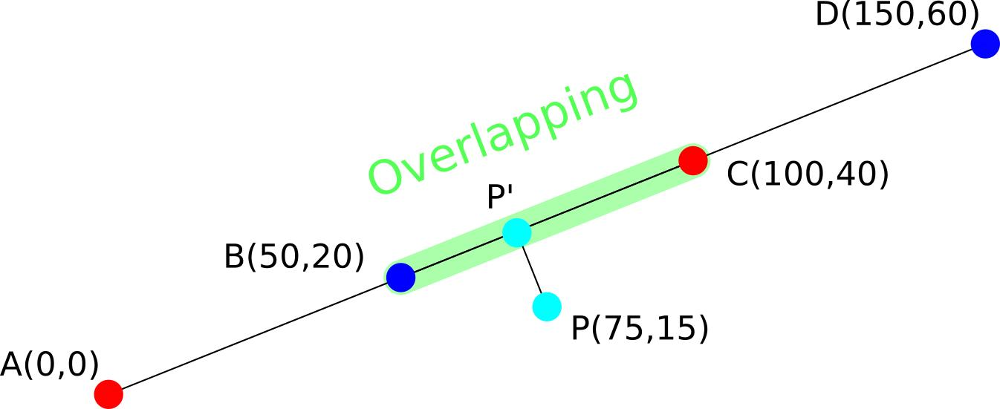 D(150,60)
Overlapping
C(100,40)
P'
B(50,20)
P(75,15)
A(0,0)